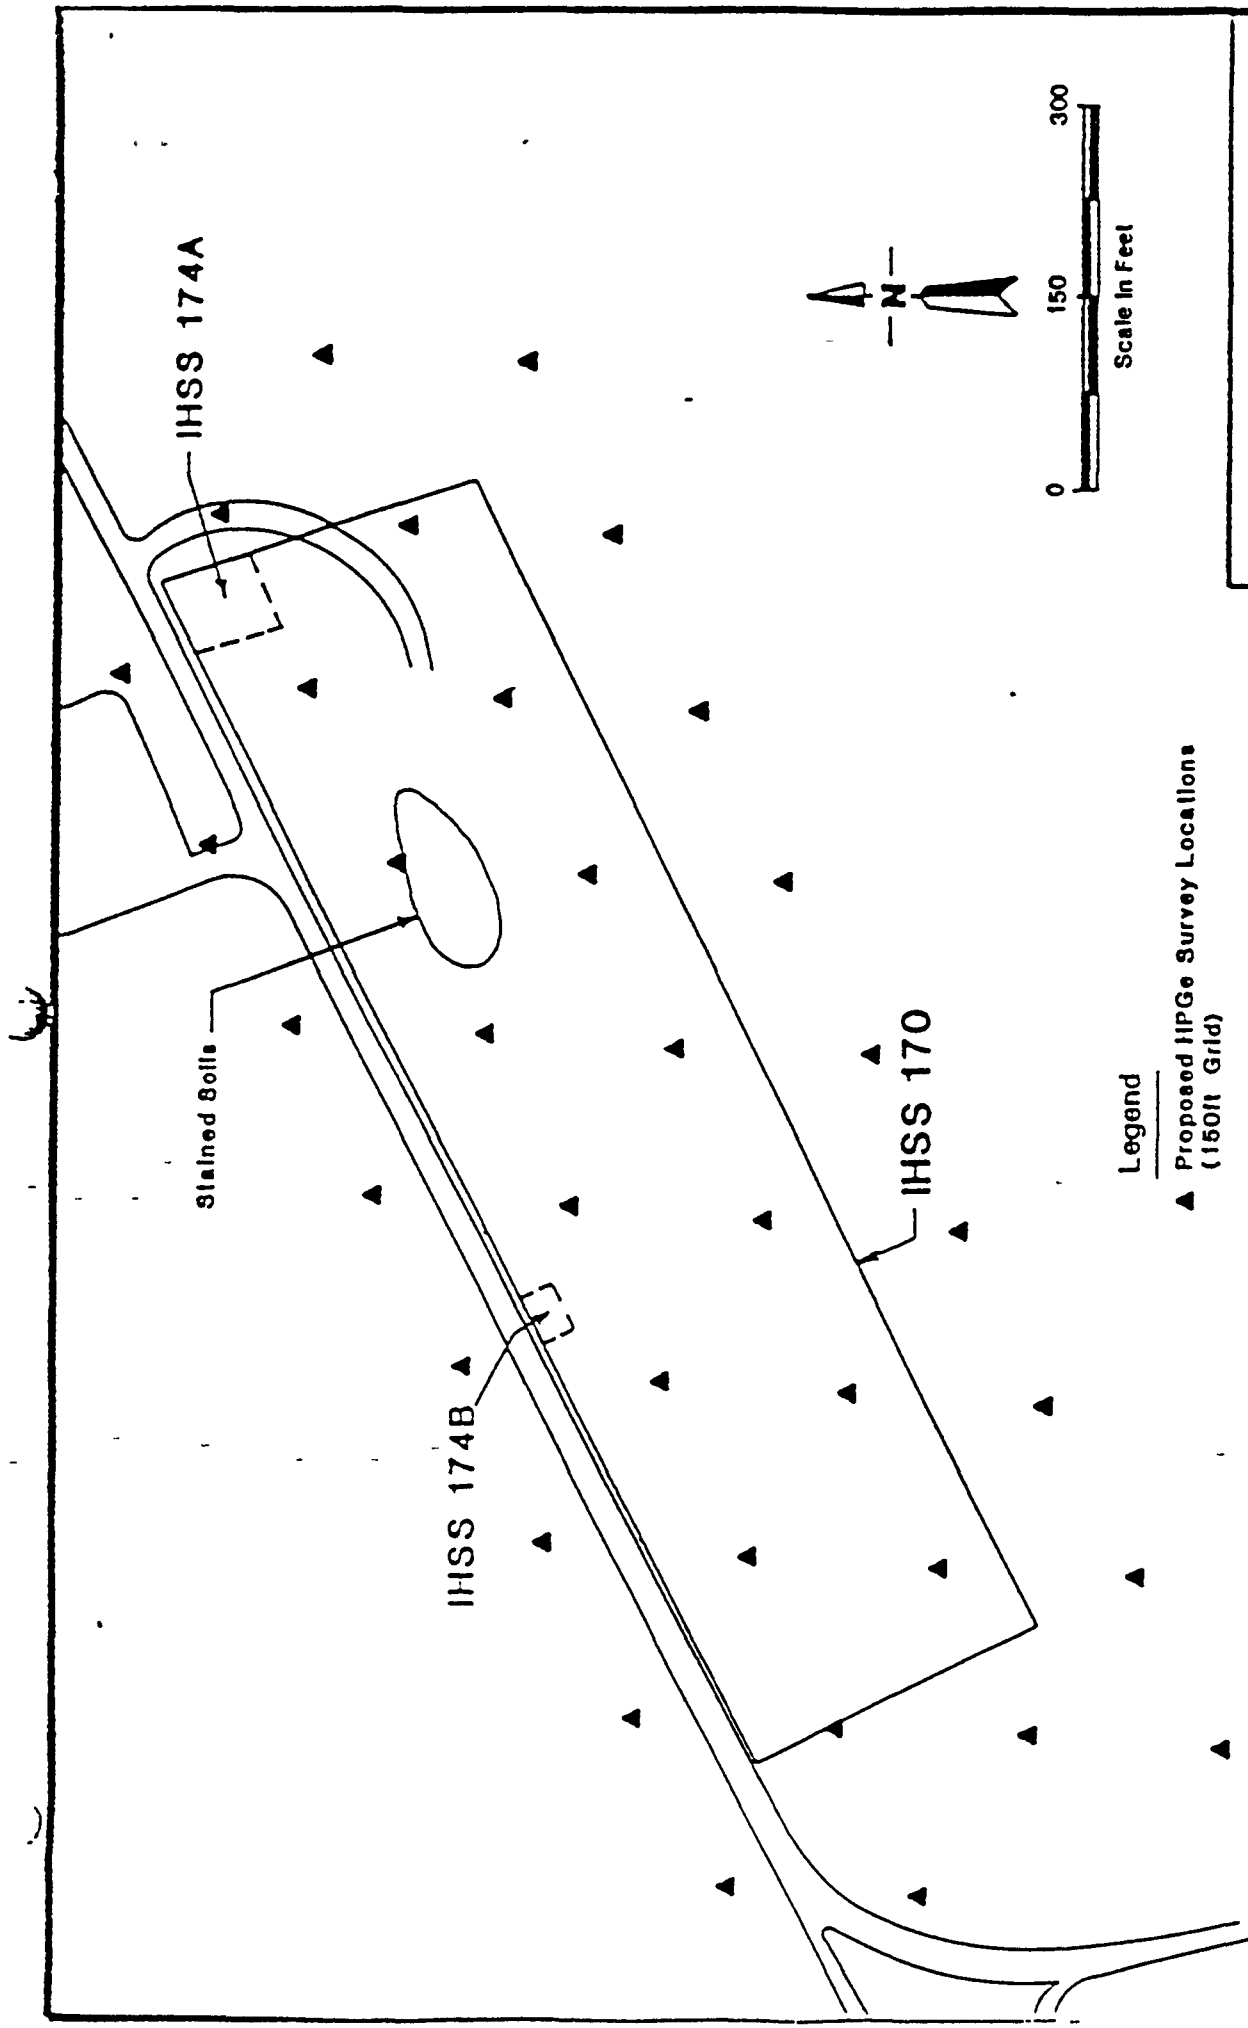 IHSS 174A
Stained Soils
IHSS 174B
IHSS 170
N
0 150 300
Scale In Feet
Legend
Proposed HPGe Survey Locations
(150ft Grid)